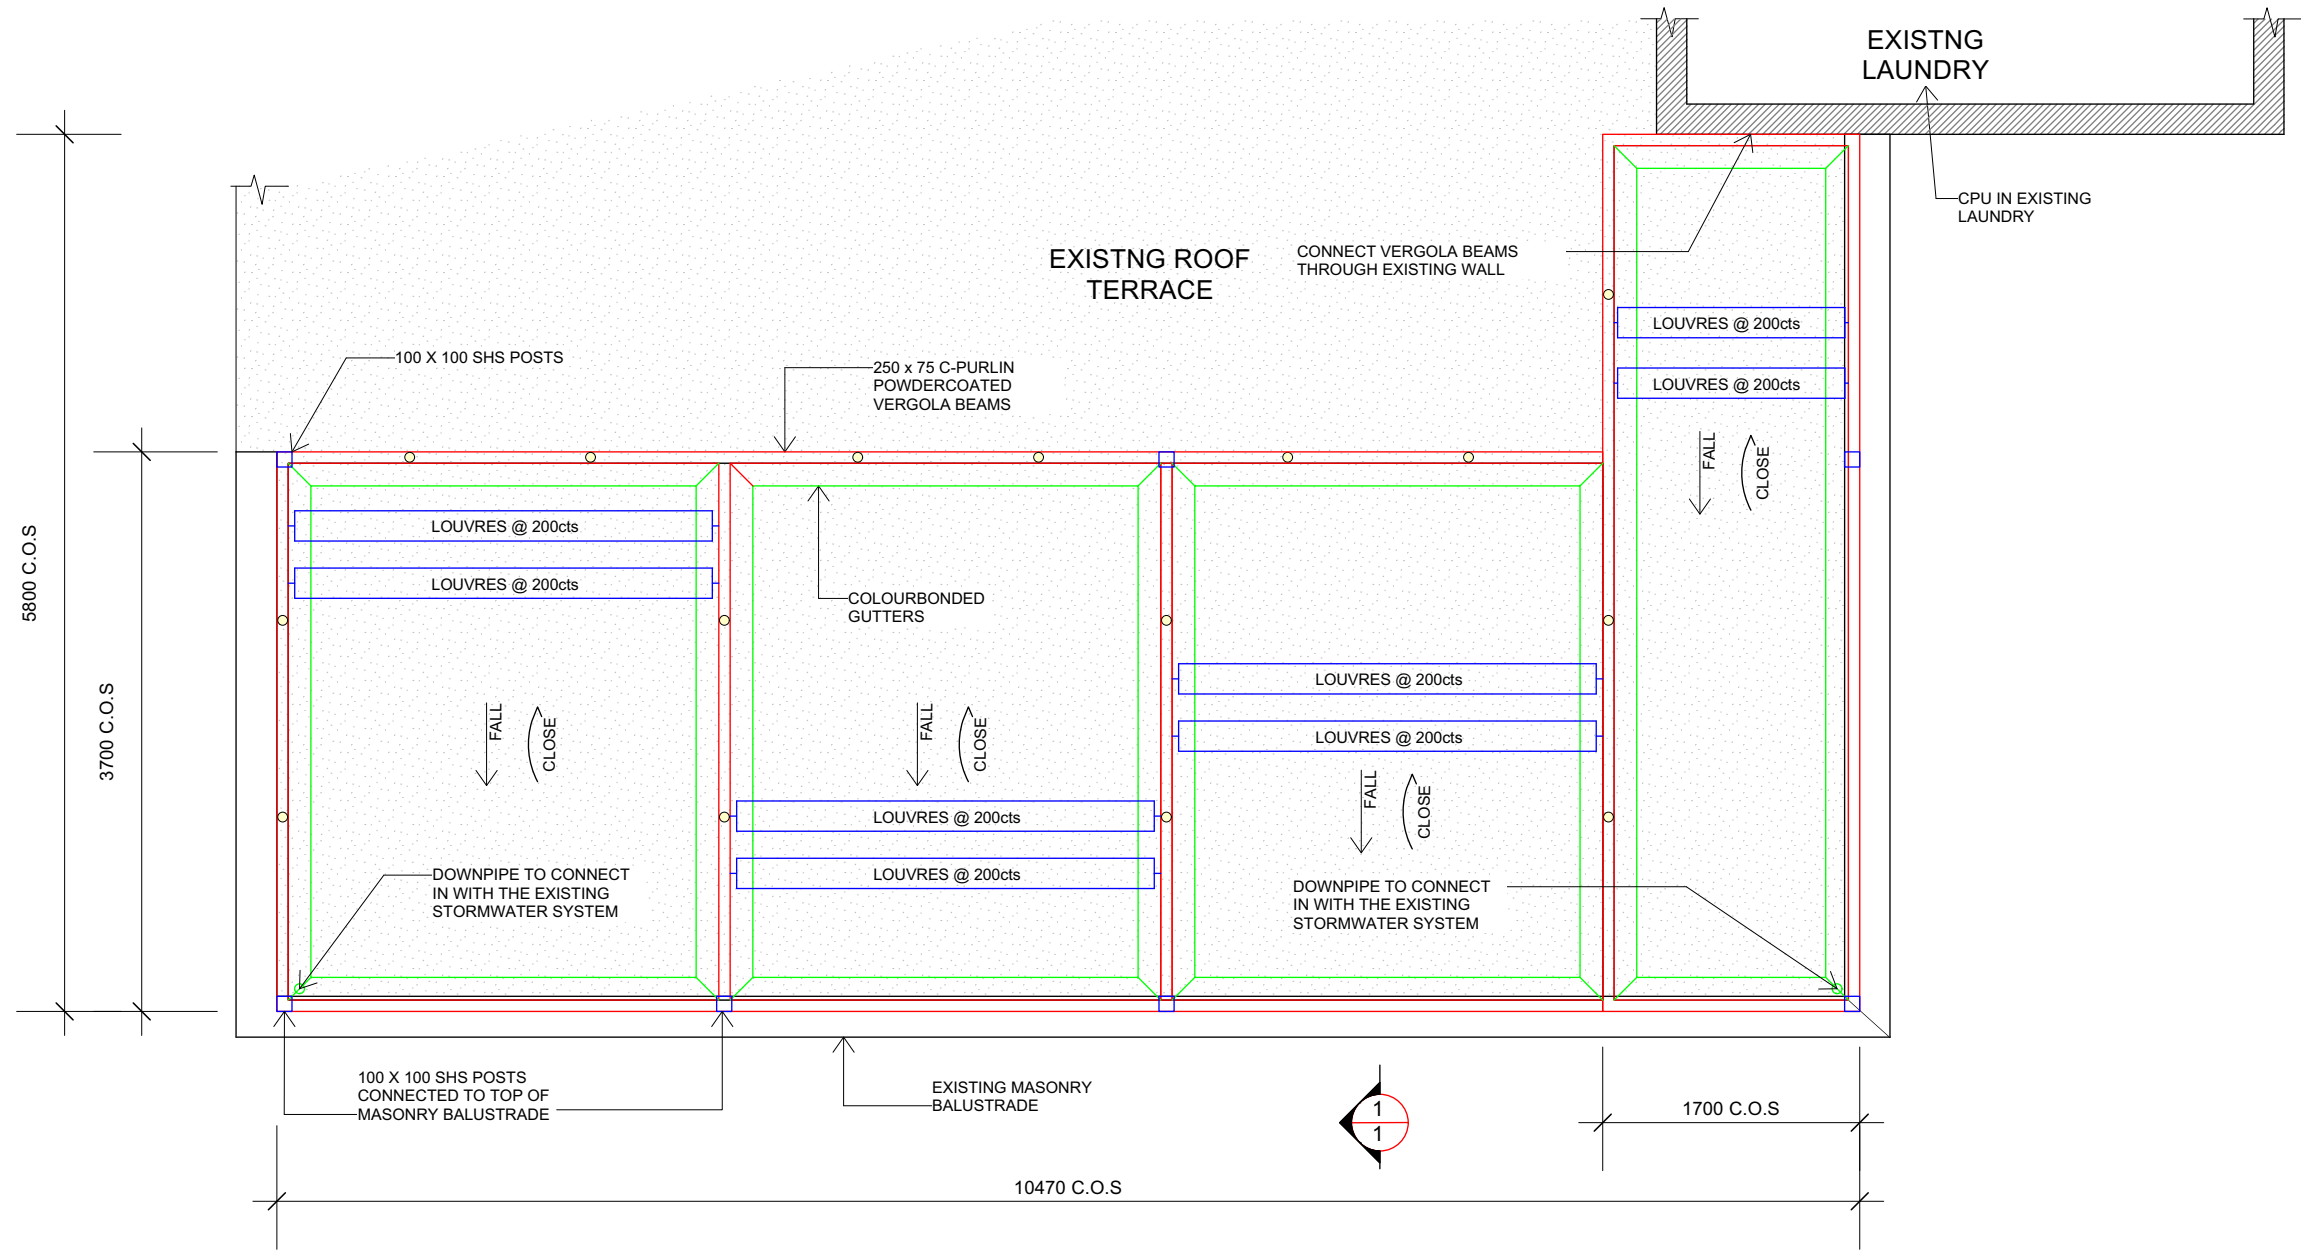 EXISTNG
LAUNDRY
CPU IN EXISTING
LAUNDRY
EXISTNG ROOF
TERRACE
CONNECT VERGOLA BEAMS
THROUGH EXISTING WALL
LOUVRES @ 200cts
LOUVRES @ 200cts
100 X 100 SHS POSTS
250 x 75 C-PURLIN
POWDERCOATED
VERGOLA BEAMS
FALL
CLOSE
LOUVRES @ 200cts
LOUVRES @ 200cts
5800 C.O.S
3700 C.O.S
COLOURBONDED
GUTTERS
LOUVRES @ 200cts
LOUVRES @ 200cts
FALL
CLOSE
FALL
CLOSE
FALL
CLOSE
LOUVRES @ 200cts
LOUVRES @ 200cts
DOWNPIPE TO CONNECT
IN WITH THE EXISTING
STORMWATER SYSTEM
DOWNPIPE TO CONNECT
IN WITH THE EXISTING
STORMWATER SYSTEM
100 X 100 SHS POSTS
CONNECTED TO TOP OF
MASONRY BALUSTRADE
EXISTING MASONRY
BALUSTRADE
1
1
1700 C.O.S
10470 C.O.S